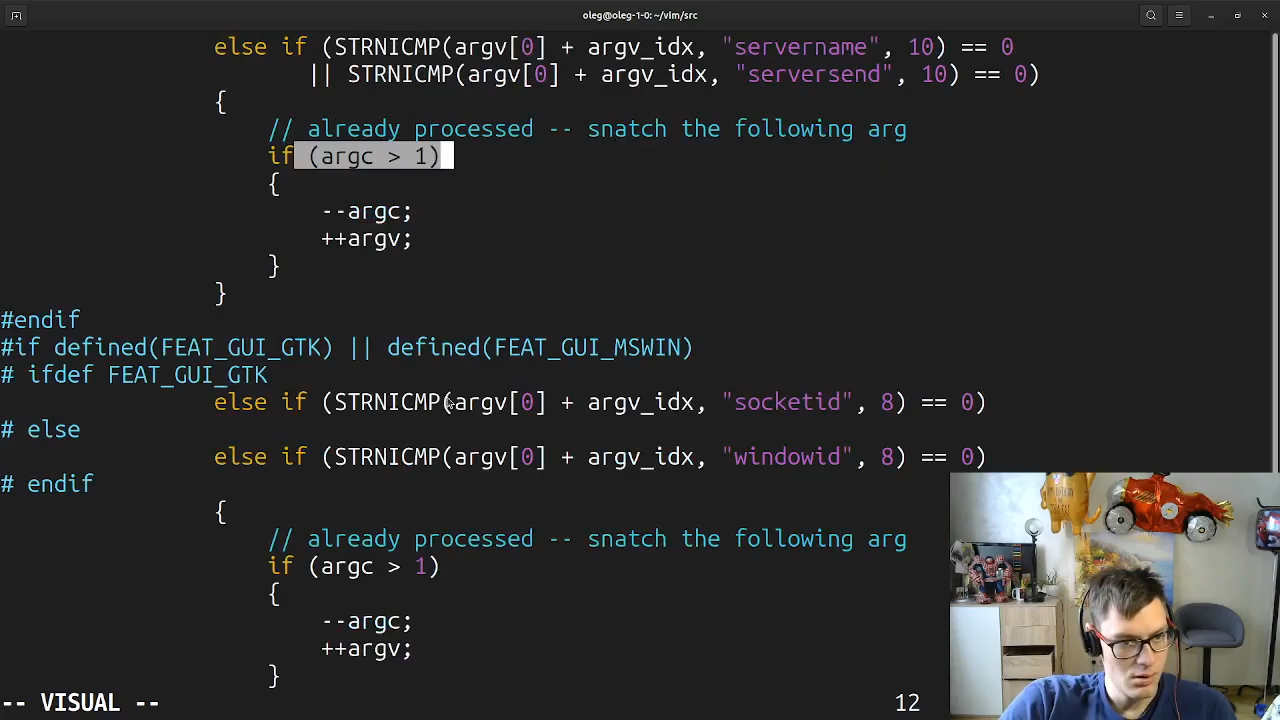 oleg@oleg-1-0: ~/vim/src
else if (STRNICMP(argv[0] + argv_idx, "servername", 10) == 0
|| STRNICMP(argv[0] + argv_idx, "serversend", 10) == 0)
{
// already processed -- snatch the following arg
if (argc > 1)
{
--argc;
++argv;
}
}
#endif
#if defined(FEAT_GUI_GTK) || defined(FEAT_GUI_MSWIN)
# ifdef FEAT_GUI_GTK
else if (STRNICMP(argv[0] + argv_idx, "socketid", 8) == 0)
# else
else if (STRNICMP(argv[0] + argv_idx, "windowid", 8) == 0)
# endif
{
// already processed -- snatch the following arg
if (argc > 1)
{
--argc;
++argv;
}
-- VISUAL -- 12